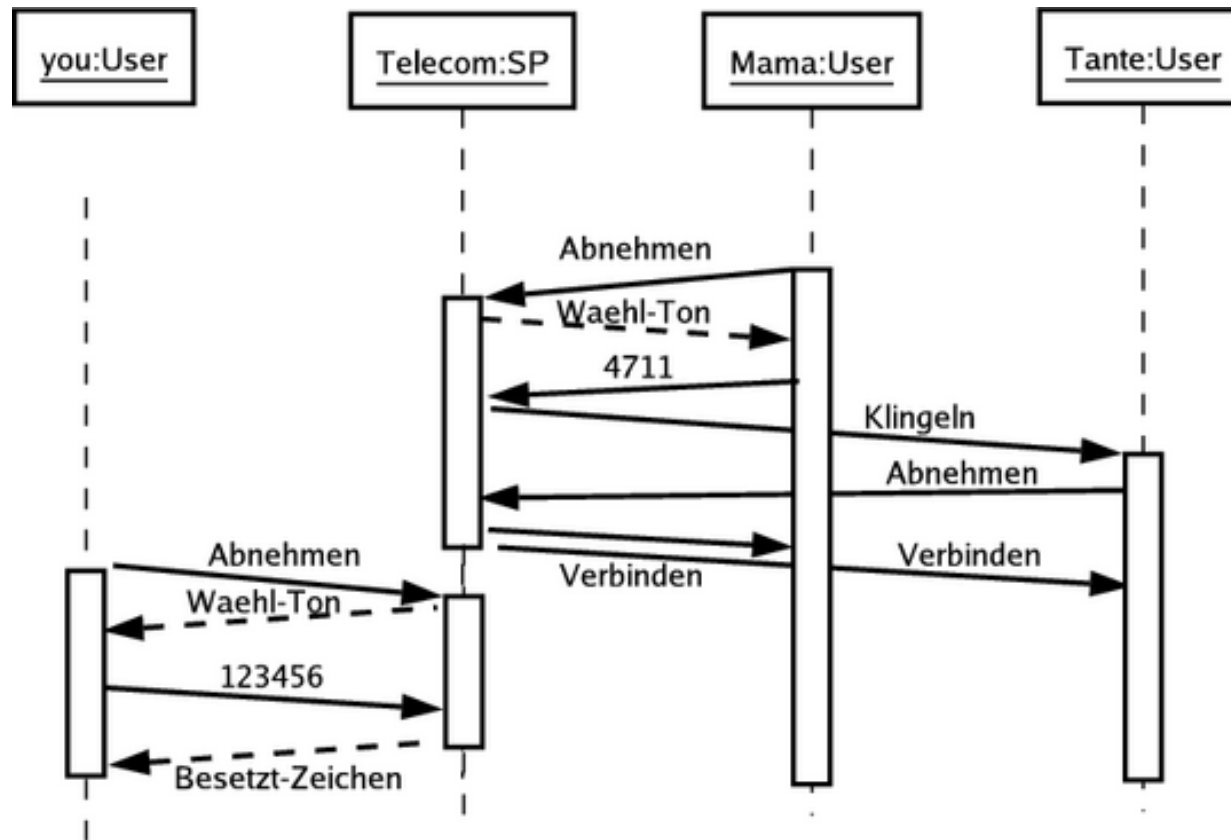 you:User
Telecom:SP
Mama:User
Tante:User
Abnehmen
Waehl-Ton
4711
Klingeln
Abnehmen
Abnehmen
Verbinden
Verbinden
Waehl-Ton
123456
Besetzt-Zeichen